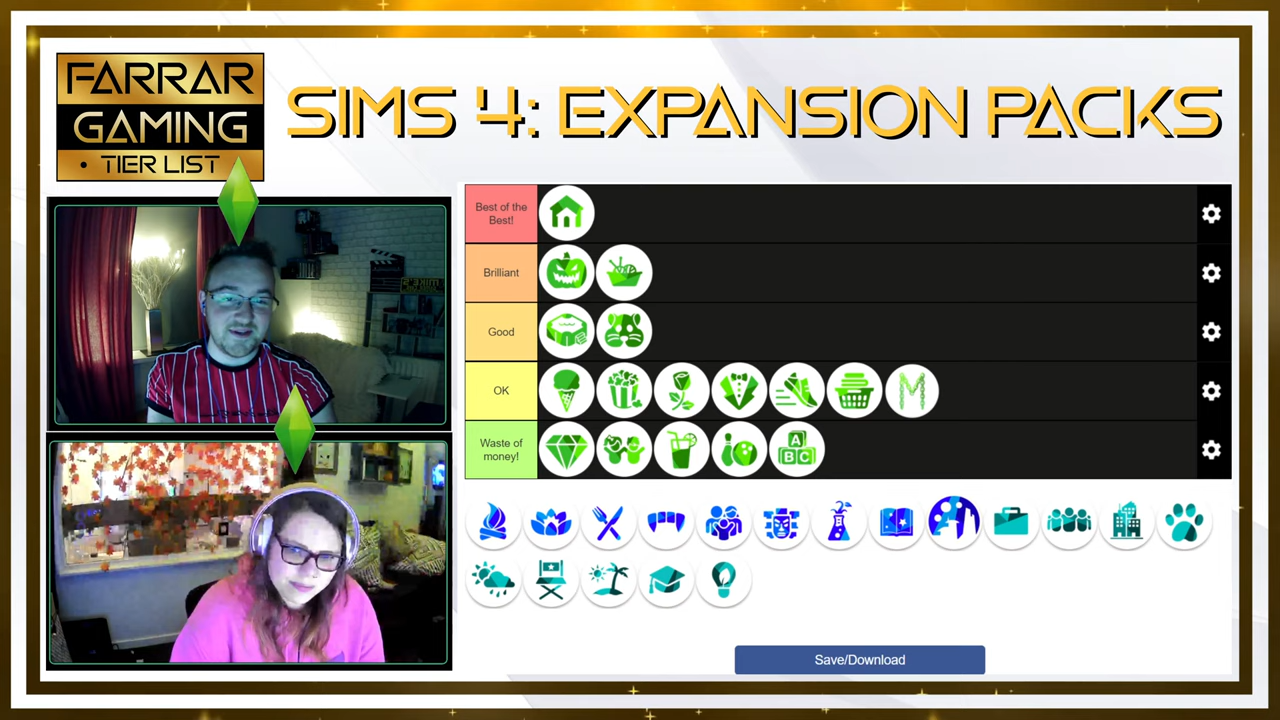 FARRAR
GAMING
• TIER LIST
SIMS 4: EXPANSION PACKS
Best of the
Best!
Brilliant
Good
OK
M
Waste of
money!
A
B C
Save/Download